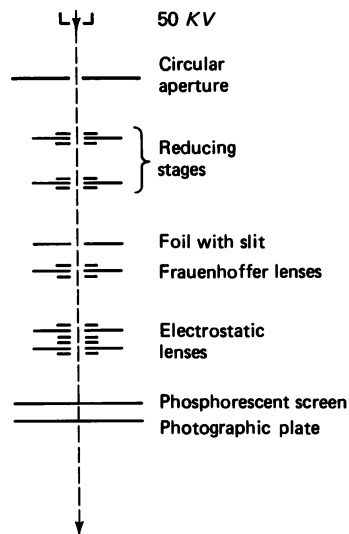 50 KV
Circular
aperture
Reducing
stages
Foil with slit
Frauenhoffer lenses
Electrostatic
lenses
Phosphorescent screen
Photographic plate